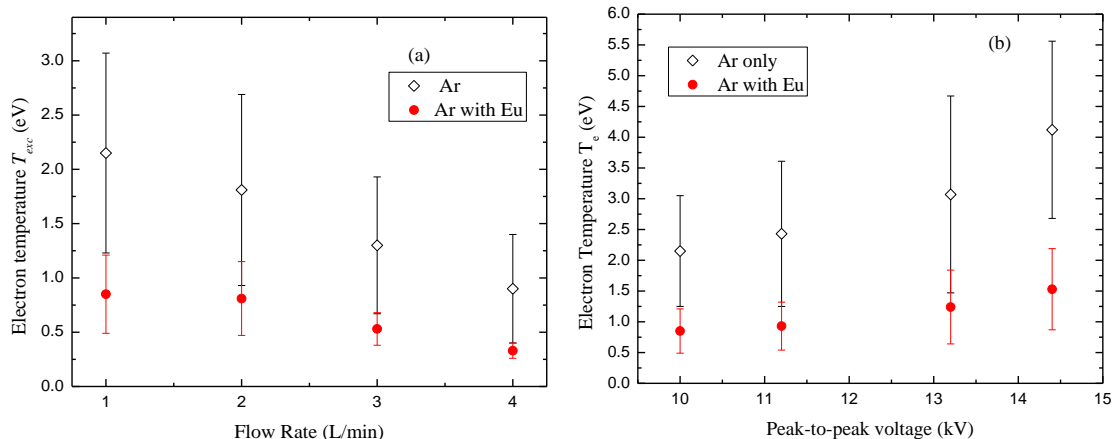 (a)
Ar
Ar with Eu
Electron temperature T_exc (eV)
3.0
2.5
2.0
1.5
1.0
0.5
0.0
1 2 3 4
Flow Rate (L/min)
(b)
Ar only
Ar with Eu
Electron Temperature T_e (eV)
6.0
5.5
5.0
4.5
4.0
3.5
3.0
2.5
2.0
1.5
1.0
0.5
0.0
10 11 12 13 14 15
Peak-to-peak voltage (kV)